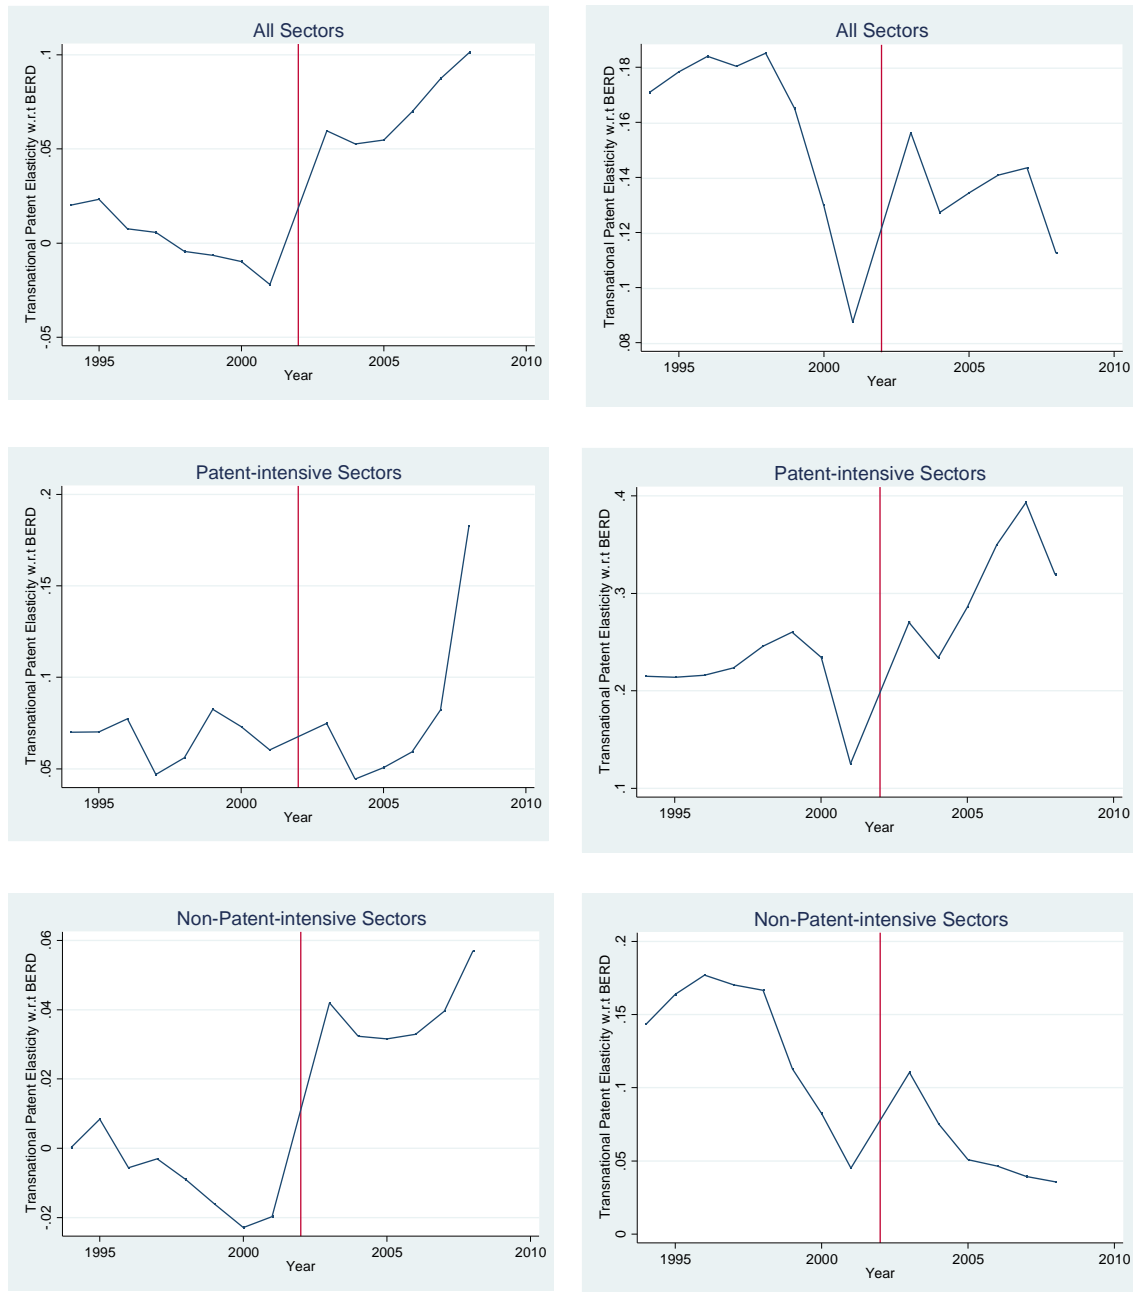 All Sectors
Transnational Patent Elasticity w.r.t BERD
.1
.05
0
-.05
1995 2000 2005 2010
Year
All Sectors
Transnational Patent Elasticity w.r.t BERD
.18
.16
.14
.12
.1
.08
1995 2000 2005 2010
Year
Patent-intensive Sectors
Transnational Patent Elasticity w.r.t BERD
.2
.15
.1
.05
1995 2000 2005 2010
Year
Patent-intensive Sectors
Transnational Patent Elasticity w.r.t BERD
.4
.3
.2
.1
1995 2000 2005 2010
Year
Non-Patent-intensive Sectors
Transnational Patent Elasticity w.r.t BERD
.06
.04
.02
0
-.02
1995 2000 2005 2010
Year
Non-Patent-intensive Sectors
Transnational Patent Elasticity w.r.t BERD
.2
.15
.1
.05
0
1995 2000 2005 2010
Year